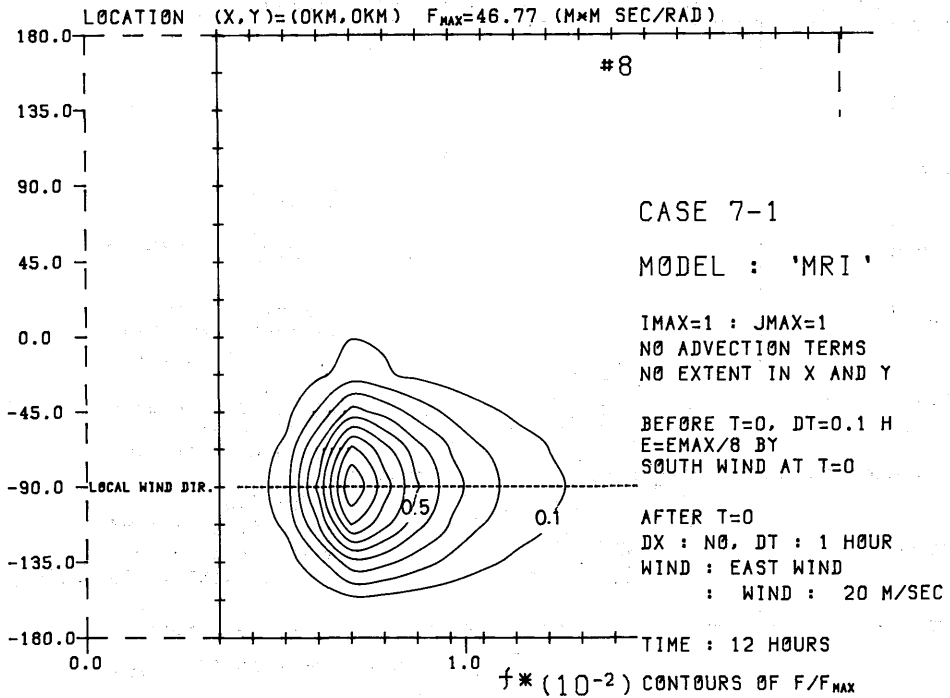 LOCATION (X,Y)=(0KM,0KM) FMAX=46.77 (M*M SEC/RAD)
180.0
#8
135.0
90.0
CASE 7-1
45.0
MODEL : 'MRI'
0.0
IMAX=1 : JMAX=1
NO ADVECTION TERMS
NO EXTENT IN X AND Y
-45.0
BEFORE T=0, DT=0.1 H
E=EMAX/8 BY
SOUTH WIND AT T=0
-90.0
LOCAL WIND DIR.
0.5
0.1
AFTER T=0
DX : NO, DT : 1 HOUR
-135.0
WIND : EAST WIND
: WIND : 20 M/SEC
-180.0
TIME : 12 HOURS
0.0
1.0
f* (10⁻²) CONTOURS OF F/FMAX